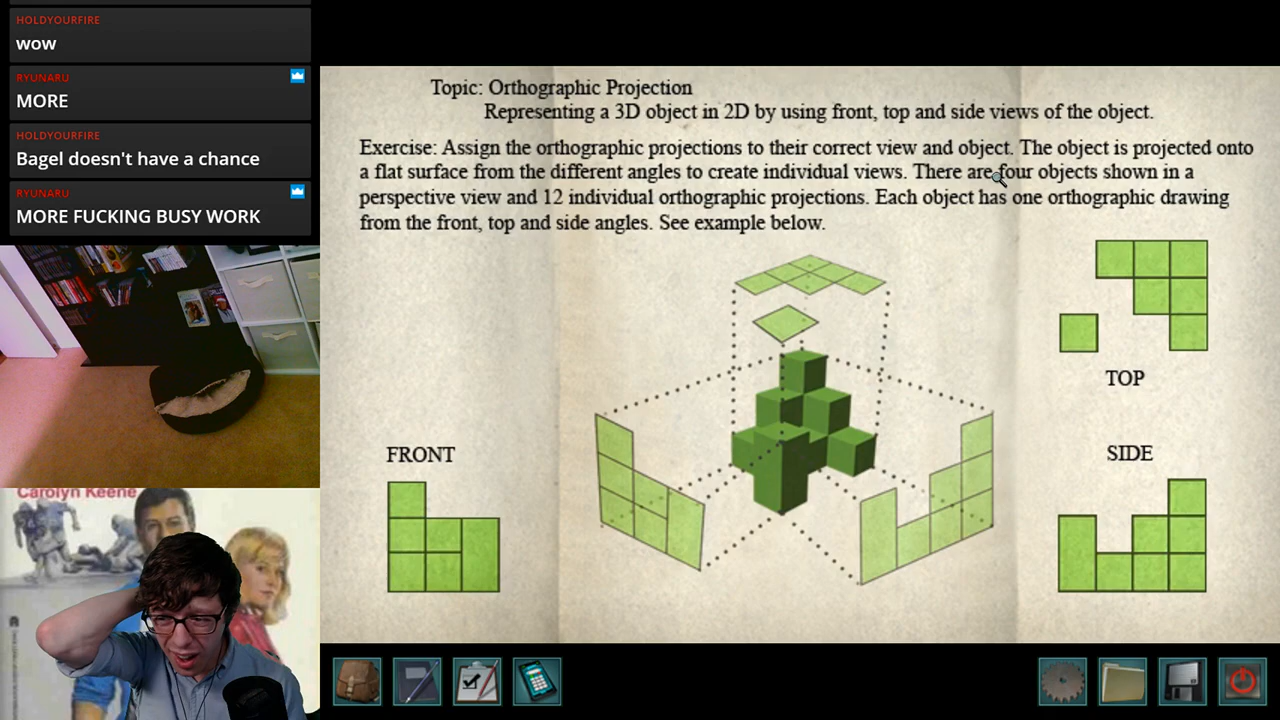 HOLDYOURFIRE
wow
RYUNARU
MORE
HOLDYOURFIRE
Bagel doesn't have a chance
RYUNARU
MORE FUCKING BUSY WORK
Carolyn Keene
Topic: Orthographic Projection
Representing a 3D object in 2D by using front, top and side views of the object.
Exercise: Assign the orthographic projections to their correct view and object. The object is projected onto
a flat surface from the different angles to create individual views. There are four objects shown in a
perspective view and 12 individual orthographic projections. Each object has one orthographic drawing
from the front, top and side angles. See example below.
TOP
FRONT
SIDE